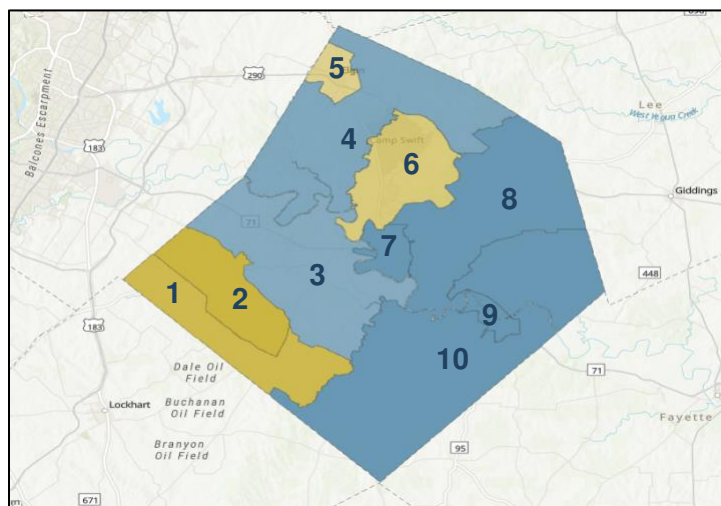 696
5
290
Lee
West Yegua Creek
4
Camp Swift
Balcones Escarpment
183
6
Giddings
8
71
7
3
448
1
2
9
183
10
Dale Oil
Field
71
Lockhart
Buchanan
Oil Field
Fayette
Branyon
Oil Field
95
671